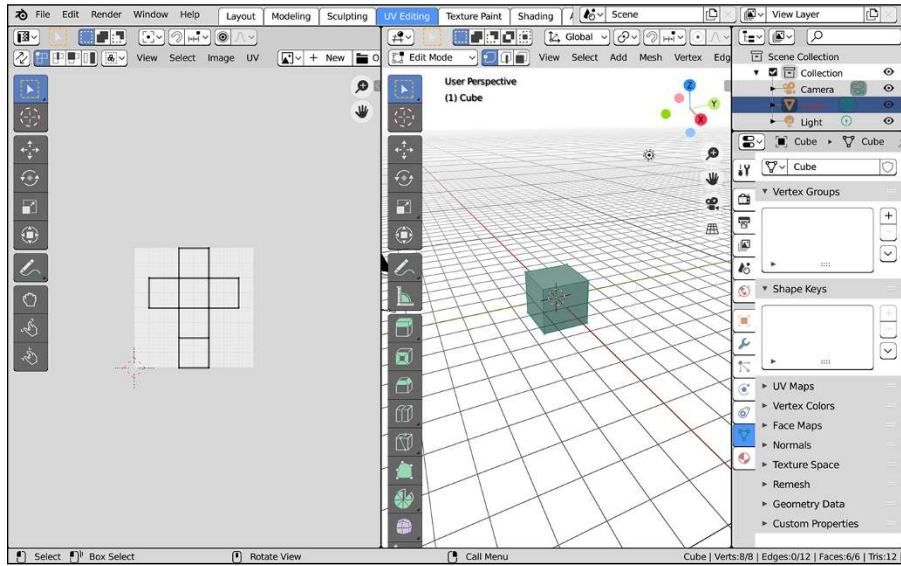 File Edit Render Window Help Layout Modeling Sculpting UV Editing Texture Paint Shading Scene View Layer
Global
View Select Image UV New Edit Mode View Select Add Mesh Vertex Edg
Scene Collection
Collection
Camera
Cube
Light
User Perspective
(1) Cube
Z
Y
X
Cube Cube
Cube
Vertex Groups
Shape Keys
UV Maps
Vertex Colors
Face Maps
Normals
Texture Space
Remesh
Geometry Data
Custom Properties
Select Box Select Rotate View Call Menu Cube | Verts:8/8 | Edges:0/12 | Faces:6/6 | Tris:12